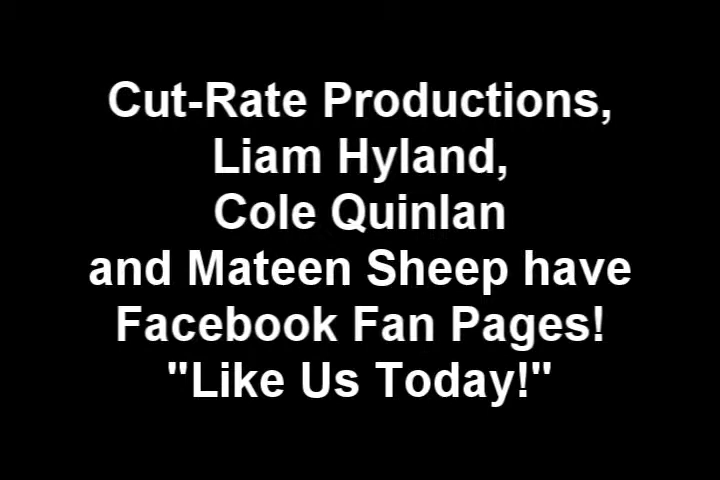 Cut-Rate Productions,
Liam Hyland,
Cole Quinlan
and Mateen Sheep have
Facebook Fan Pages!
"Like Us Today!"